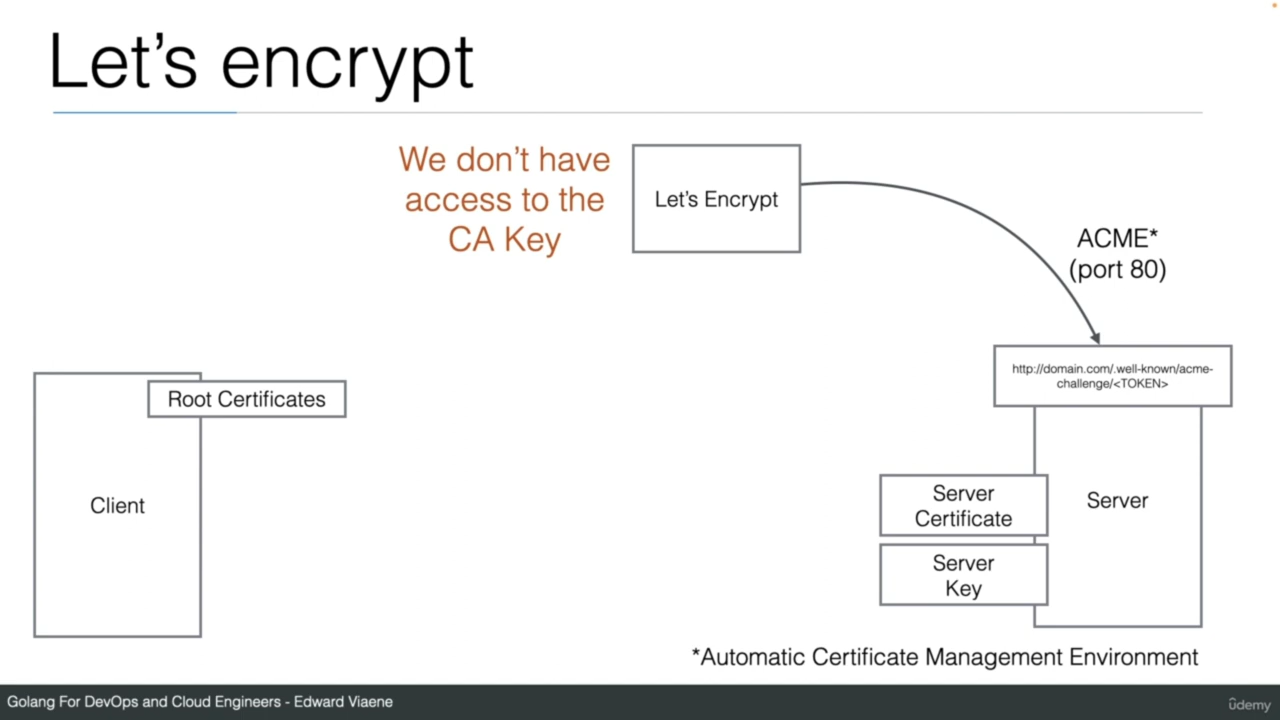 Let's encrypt
We don't have
access to the
CA Key
Let's Encrypt
ACME*
(port 80)
http://domain.com/.well-known/acme-
challenge/<TOKEN>
Root Certificates
Client
Server
Certificate
Server
Server
Key
*Automatic Certificate Management Environment
Golang For DevOps and Cloud Engineers - Edward Viaene
ûdemy